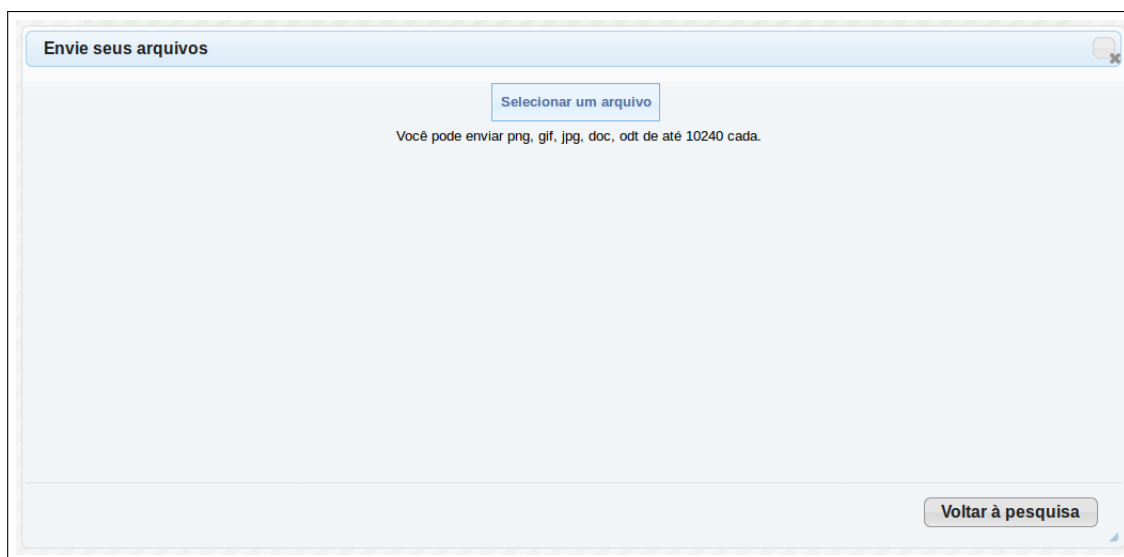 Envie seus arquivos
Selecionar um arquivo
Você pode enviar png, gif, jpg, doc, odt de até 10240 cada.
Voltar à pesquisa